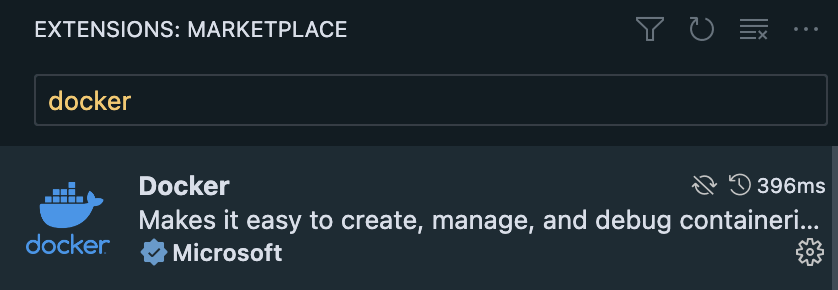 EXTENSIONS: MARKETPLACE
docker
Docker 396ms
Makes it easy to create, manage, and debug containeri...
docker
Microsoft